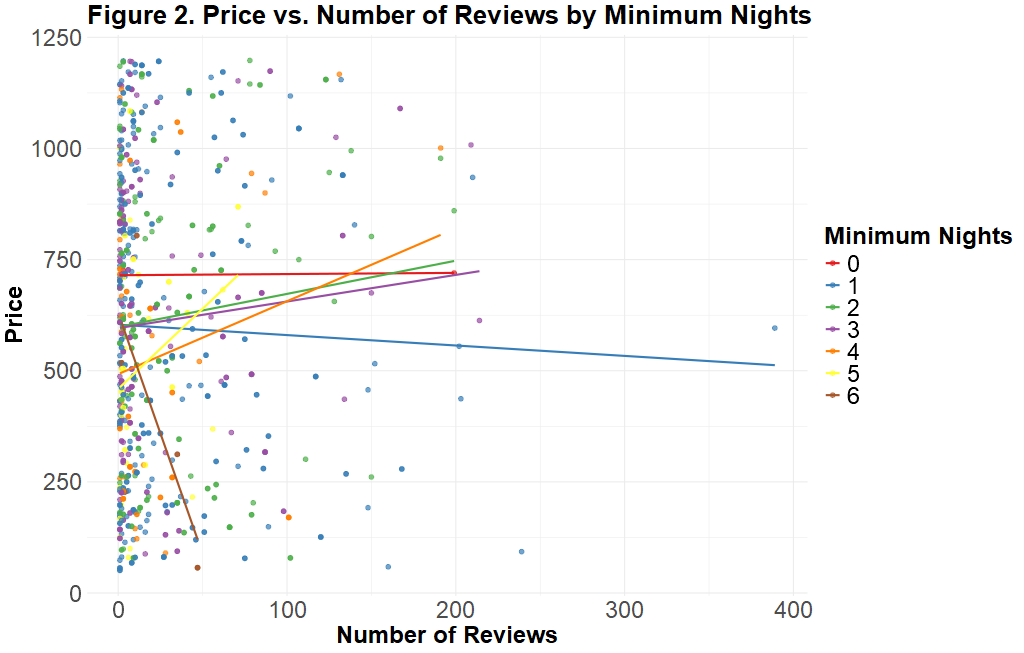 Figure 2. Price vs. Number of Reviews by Minimum Nights
1250
1000
750
500
250
0
Price
0 100 200 300 400
Number of Reviews
Minimum Nights
0
1
2
3
4
5
6